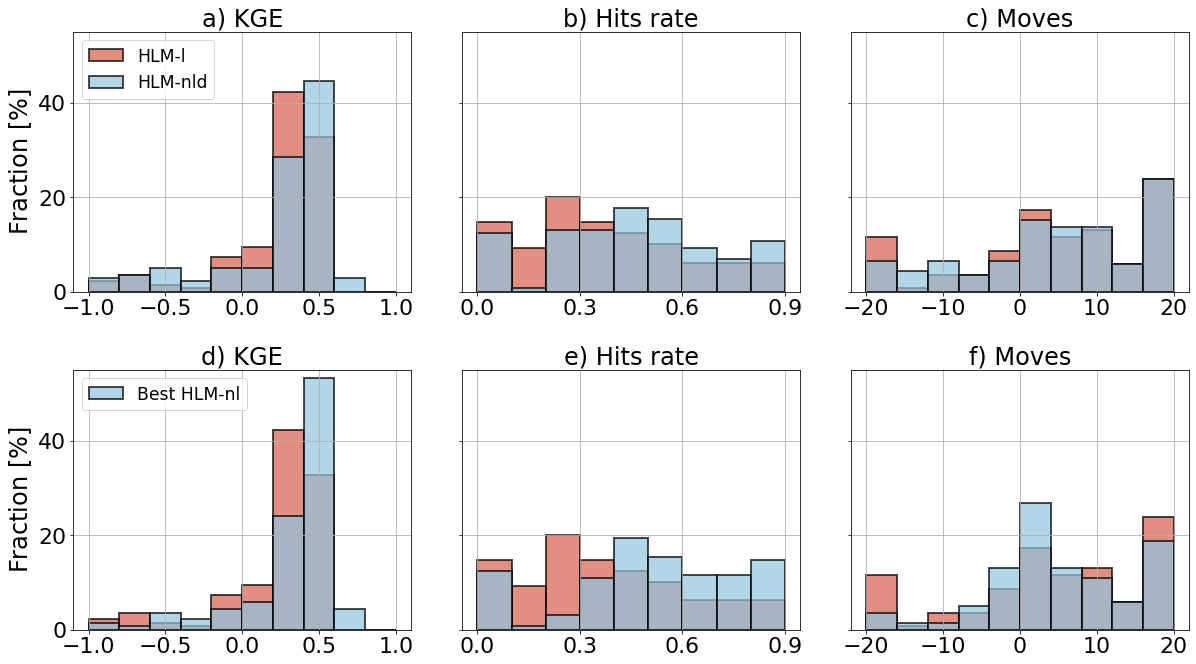 a) KGE
b) Hits rate
c) Moves
HLM-l
HLM-nld
Fraction [%]
40
20
0
−1.0 −0.5 0.0 0.5 1.0
0.0 0.3 0.6 0.9
−20 −10 0 10 20
d) KGE
e) Hits rate
f) Moves
Best HLM-nl
Fraction [%]
40
20
0
−1.0 −0.5 0.0 0.5 1.0
0.0 0.3 0.6 0.9
−20 −10 0 10 20